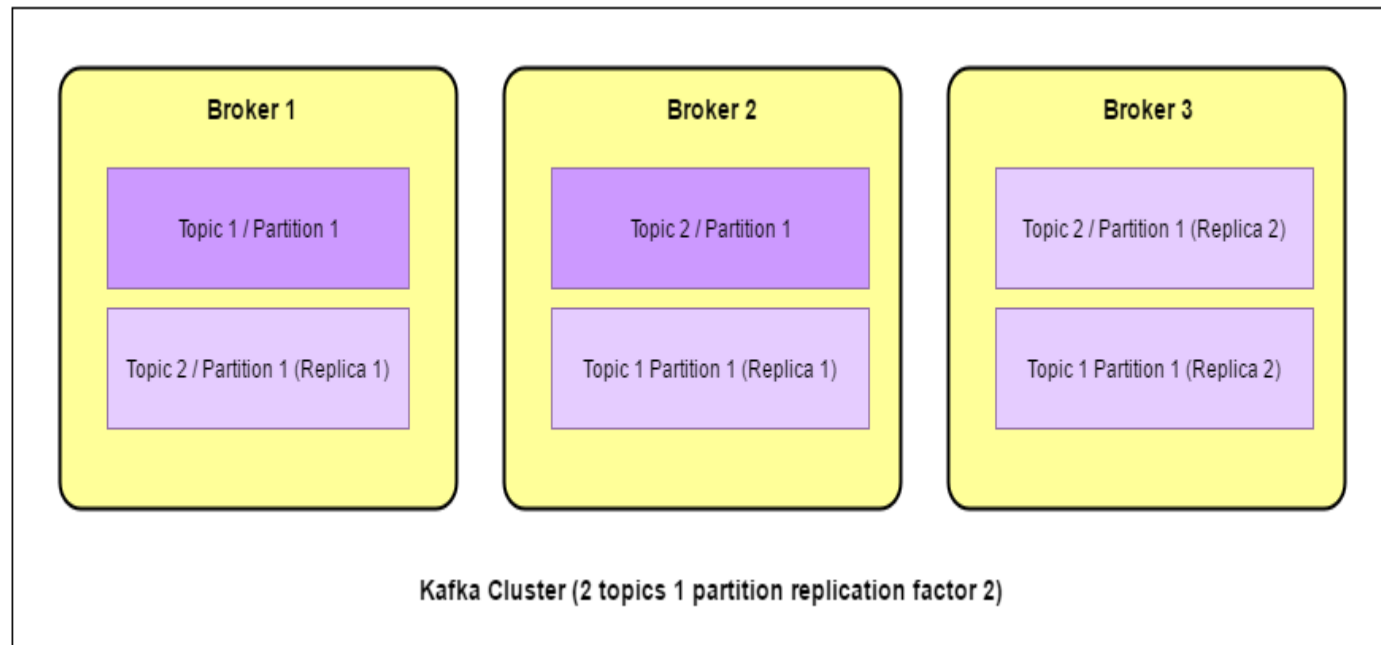 Broker 1
Topic 1 / Partition 1
Topic 2 / Partition 1 (Replica 1)
Broker 2
Topic 2 / Partition 1
Topic 1 Partition 1 (Replica 1)
Broker 3
Topic 2 / Partition 1 (Replica 2)
Topic 1 Partition 1 (Replica 2)
Kafka Cluster (2 topics 1 partition replication factor 2)